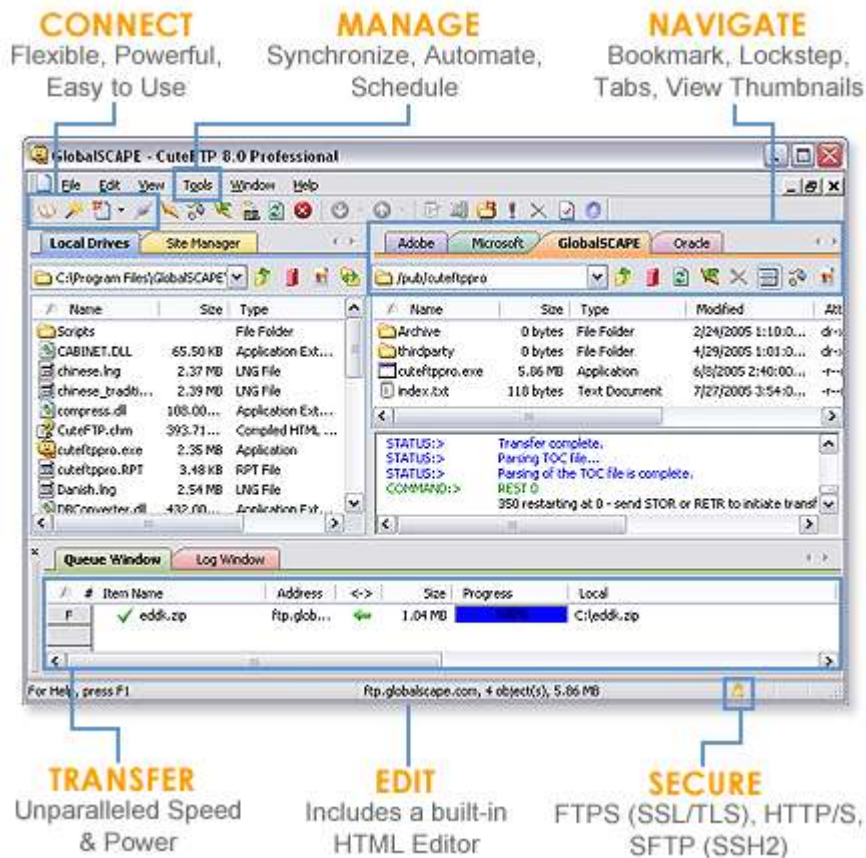 CONNECT
Flexible, Powerful,
Easy to Use
MANAGE
Synchronize, Automate,
Schedule
NAVIGATE
Bookmark, Lockstep,
Tabs, View Thumbnails
GlobalSCAPE - CuteFTP 8.0 Professional
File Edit View Tools Window Help
Local Drives Site Manager
Adobe Microsoft GlobalSCAPE Oracle
C:\Program Files\GlobalSCAPE
/pub/cuteftppro
Name Size Type
Scripts File Folder
CABINET.DLL 65.50 KB Application Ext...
chinese.lng 2.37 MB LNG File
chinese_traditi... 2.39 MB LNG File
compress.dll 108.00... Application Ext...
CuteFTP.chm 393.71... Compiled HTML ...
cuteftppro.exe 2.35 MB Application
cuteftppro.RPT 3.48 KB RPT File
Danish.lng 2.54 MB LNG File
DBConverter.dll 432.00... Application Ext...
Name Size Type Modified Att
Archive 0 bytes File Folder 2/24/2005 1:10:0... dr-x
thirdparty 0 bytes File Folder 4/29/2005 1:01:0... dr-x
cuteftppro.exe 5.86 MB Application 6/8/2005 2:40:00... -r--
index.txt 118 bytes Text Document 7/27/2005 3:54:0... -r--
STATUS:> Transfer complete.
STATUS:> Parsing TOC file...
STATUS:> Parsing of the TOC file is complete.
COMMAND:> REST 0
350 restarting at 0 - send STOR or RETR to initiate transf
Queue Window Log Window
# Item Name Address <-> Size Progress Local
F eddk.zip ftp.glob... 1.04 MB C:\eddk.zip
For Help, press F1
ftp.globalscape.com, 4 object(s), 5.86 MB
TRANSFER
Unparalleled Speed
& Power
EDIT
Includes a built-in
HTML Editor
SECURE
FTPS (SSL/TLS), HTTP/S,
SFTP (SSH2)